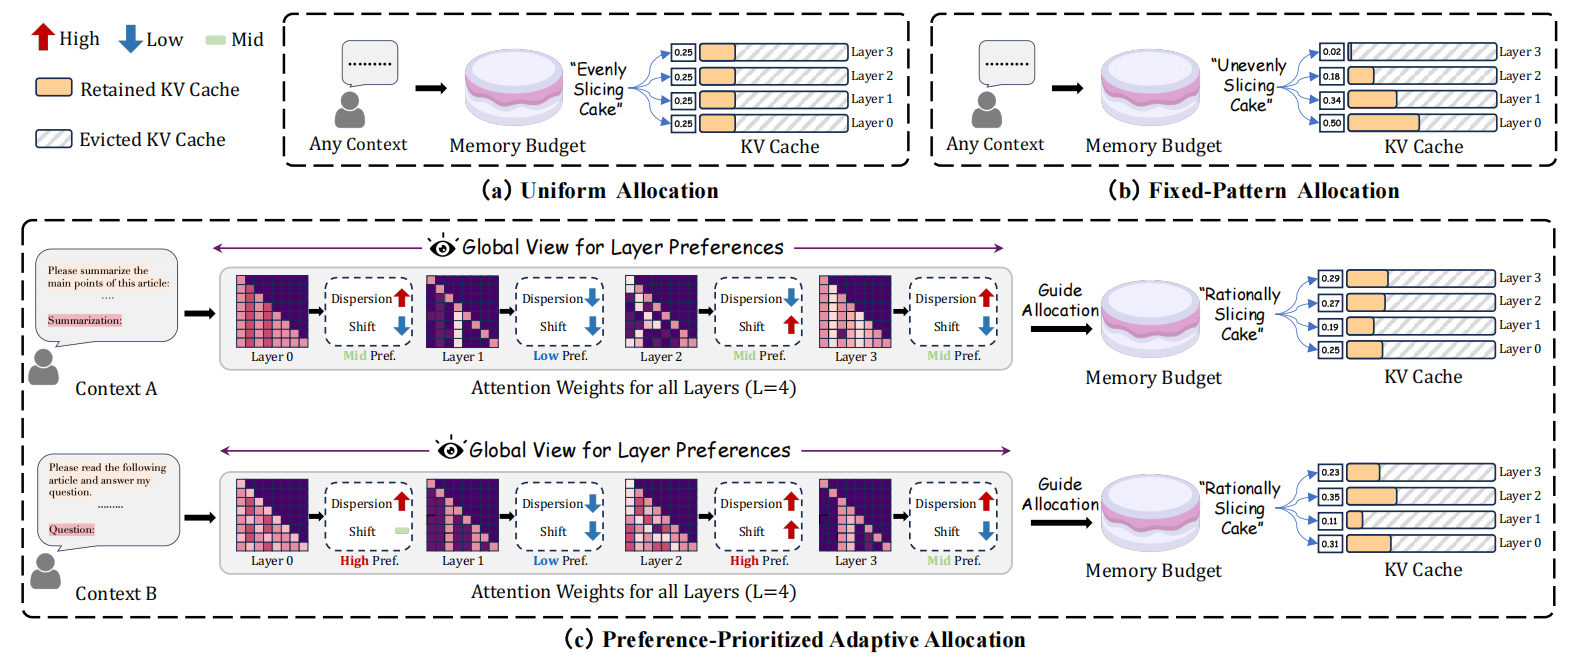 High Low Mid
Retained KV Cache
Evicted KV Cache
.........
Any Context
Memory Budget
"Evenly
Slicing
Cake"
0.25 Layer 3
0.25 Layer 2
0.25 Layer 1
0.25 Layer 0
KV Cache
(a) Uniform Allocation
.........
Any Context
Memory Budget
"Unevenly
Slicing
Cake"
0.02 Layer 3
0.18 Layer 2
0.34 Layer 1
0.50 Layer 0
KV Cache
(b) Fixed-Pattern Allocation
Please summarize the
main points of this article:
....
Summarization:
Context A
Global View for Layer Preferences
Layer 0
Dispersion
Shift
Mid Pref.
Layer 1
Dispersion
Shift
Low Pref.
Layer 2
Dispersion
Shift
Mid Pref.
Layer 3
Dispersion
Shift
Mid Pref.
Attention Weights for all Layers (L=4)
Guide
Allocation
Memory Budget
"Rationally
Slicing
Cake"
0.29 Layer 3
0.27 Layer 2
0.19 Layer 1
0.25 Layer 0
KV Cache
Please read the following
article and answer my
question.
.........
Question:
Context B
Global View for Layer Preferences
Layer 0
Dispersion
Shift
High Pref.
Layer 1
Dispersion
Shift
Low Pref.
Layer 2
Dispersion
Shift
High Pref.
Layer 3
Dispersion
Shift
Mid Pref.
Attention Weights for all Layers (L=4)
Guide
Allocation
Memory Budget
"Rationally
Slicing
Cake"
0.23 Layer 3
0.35 Layer 2
0.11 Layer 1
0.31 Layer 0
KV Cache
(c) Preference-Prioritized Adaptive Allocation